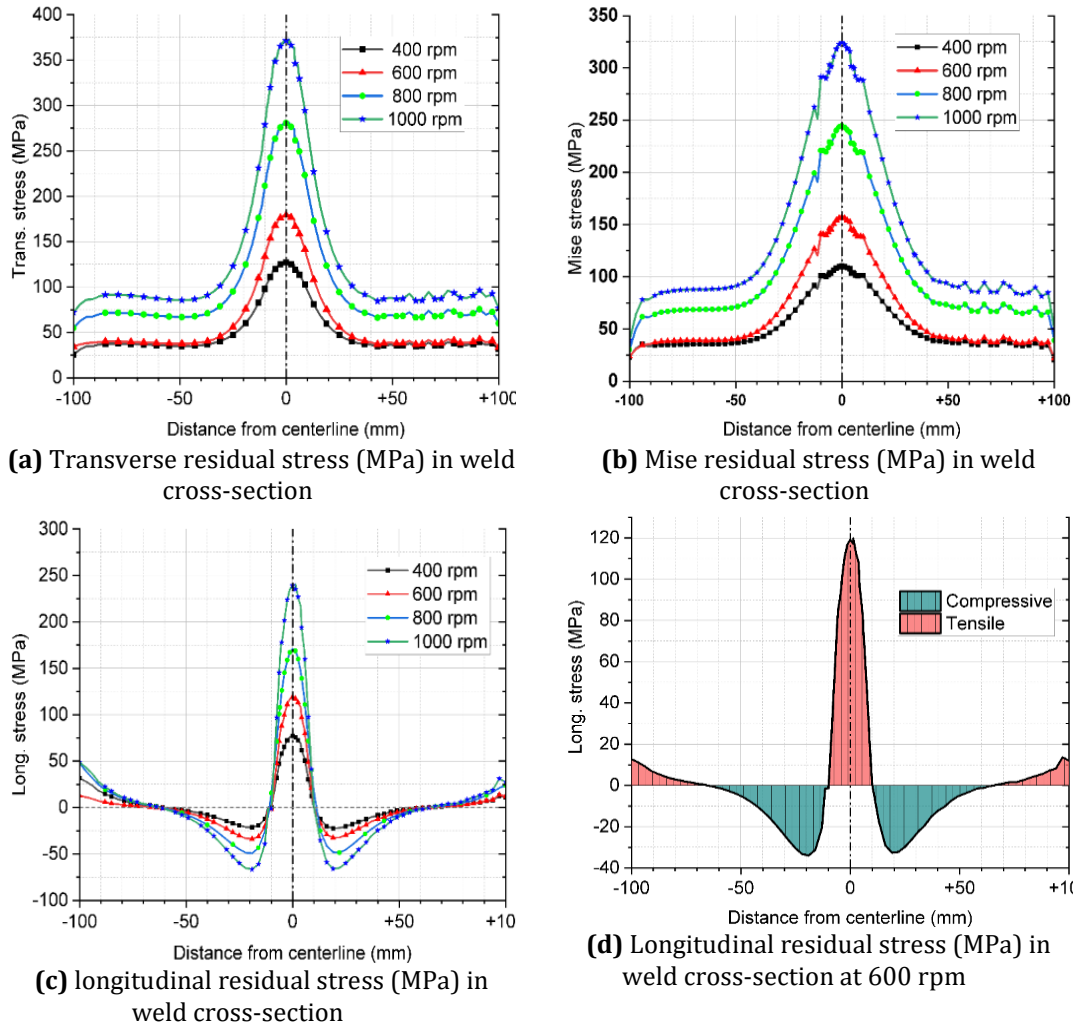 400
350
300
250
200
150
100
50
0
Trans. stress (MPa)
400 rpm
600 rpm
800 rpm
1000 rpm
-100
-50
0
+50
+100
Distance from centerline (mm)
(a) Transverse residual stress (MPa) in weld
cross-section
350
325
300
250
200
150
100
50
0
Mise stress (MPa)
400 rpm
600 rpm
800 rpm
1000 rpm
-100
-50
0
+50
+100
Distance from centerline (mm)
(b) Mise residual stress (MPa) in weld
cross-section
300
250
200
150
100
50
0
-50
-100
Long. stress (MPa)
400 rpm
600 rpm
800 rpm
1000 rpm
-100
-50
0
+50
+10
Distance from centerline (mm)
(c) longitudinal residual stress (MPa) in
weld cross-section
120
100
80
60
40
20
0
-20
-40
Long. stress (MPa)
Compressive
Tensile
-100
-50
0
+50
+10
Distance from centerline (mm)
(d) Longitudinal residual stress (MPa) in
weld cross-section at 600 rpm